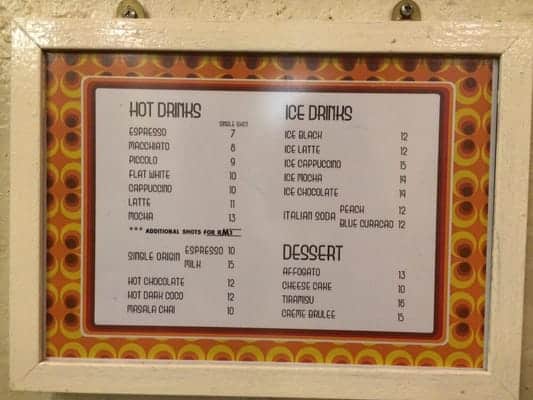 HOT DRINKS
SINGLE SHOT
ESPRESSO 7
MACCHIATO 8
PICCOLO 9
FLAT WHITE 10
CAPPUCCINO 10
LATTE 11
MOCHA 13
*** ADDITIONAL SHOTS FOR RM3
SINGLE ORIGIN ESPRESSO 10
MILK 15
HOT CHOCOLATE 12
HOT DARK COCO 12
MASALA CHAI 10
ICE DRINKS
ICE BLACK 12
ICE LATTE 12
ICE CAPPUCCINO 15
ICE MOCHA 14
ICE CHOCOLATE 14
ITALIAN SODA PEACH 12
BLUE CURACAO 12
DESSERT
AFFOGATO 13
CHEESE CAKE 10
TIRAMISU 16
CREME BRULEE 15